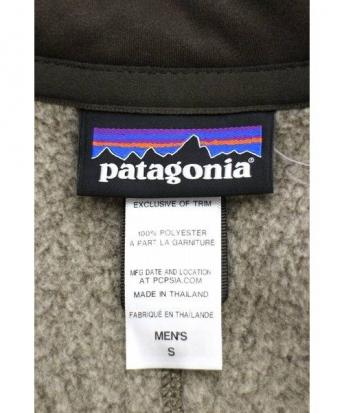 patagonia®
EXCLUSIVE OF TRIM
100% POLYESTER
A PART LA GARNITURE
MFG DATE AND LOCATION
AT PCPSIA.COM
MADE IN THAILAND
FABRIQUÉ EN THAÏLANDE
MEN'S
S